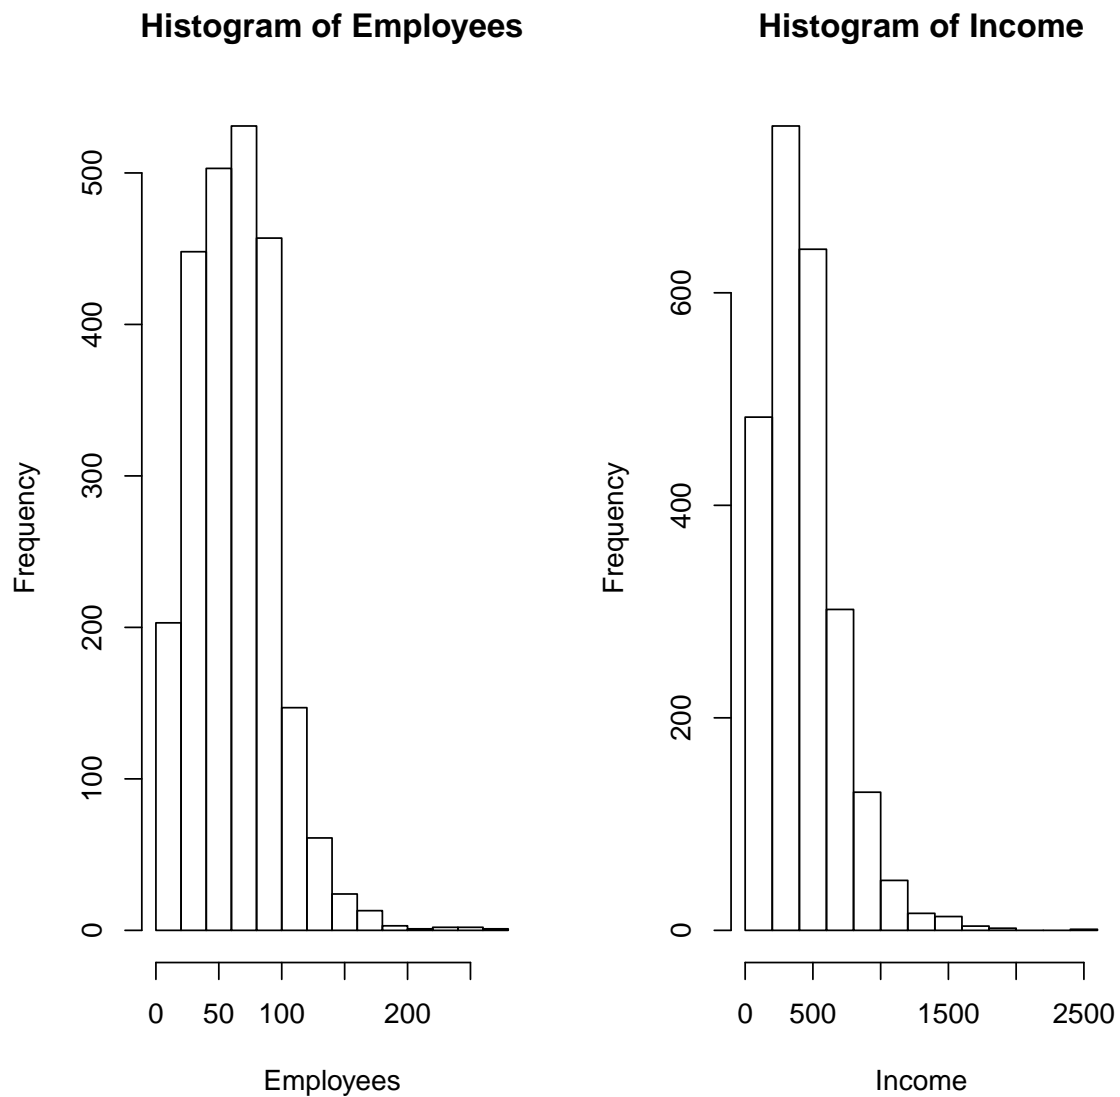 Histogram of Employees
Frequency
0
100
200
300
400
500
0 50 100 200
Employees
Histogram of Income
Frequency
0
200
400
600
0 500 1500 2500
Income